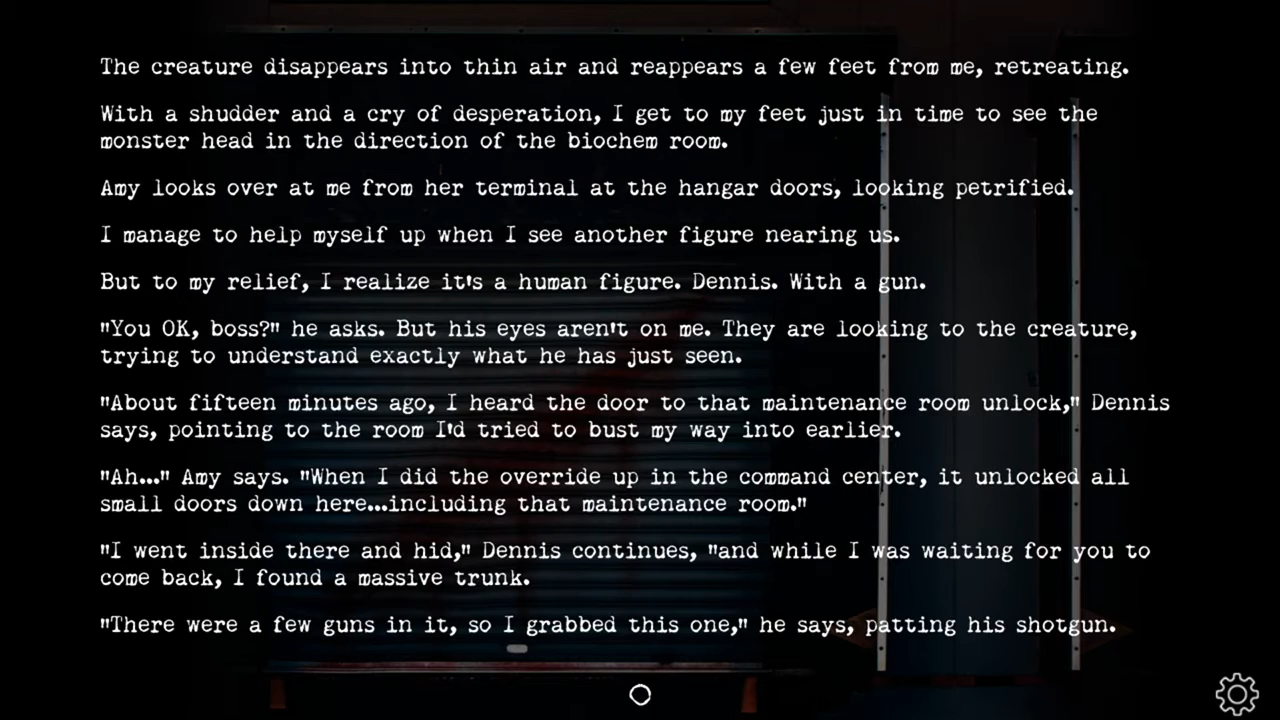 The creature disappears into thin air and reappears a few feet from me, retreating.
With a shudder and a cry of desperation, I get to my feet just in time to see the
monster head in the direction of the biochem room.
Amy looks over at me from her terminal at the hangar doors, looking petrified.
I manage to help myself up when I see another figure nearing us.
But to my relief, I realize it's a human figure. Dennis. With a gun.
"You OK, boss?" he asks. But his eyes aren't on me. They are looking to the creature,
trying to understand exactly what he has just seen.
"About fifteen minutes ago, I heard the door to that maintenance room unlock," Dennis
says, pointing to the room I'd tried to bust my way into earlier.
"Ah…" Amy says. "When I did the override up in the command center, it unlocked all
small doors down here…including that maintenance room."
"I went inside there and hid," Dennis continues, "and while I was waiting for you to
come back, I found a massive trunk.
"There were a few guns in it, so I grabbed this one," he says, patting his shotgun.